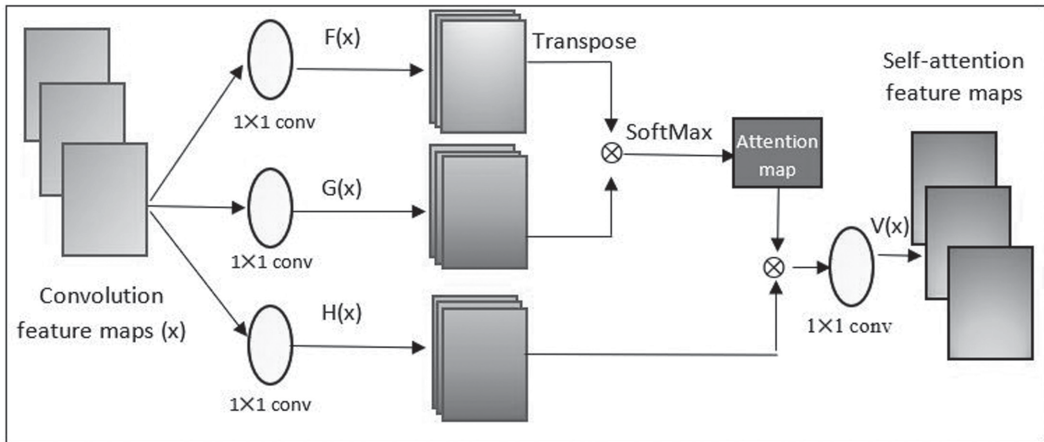 F(x)
Transpose
1×1 conv
Self-attention
feature maps
SoftMax
Attention
map
G(x)
1×1 conv
V(x)
1×1 conv
Convolution
feature maps (x)
H(x)
1×1 conv